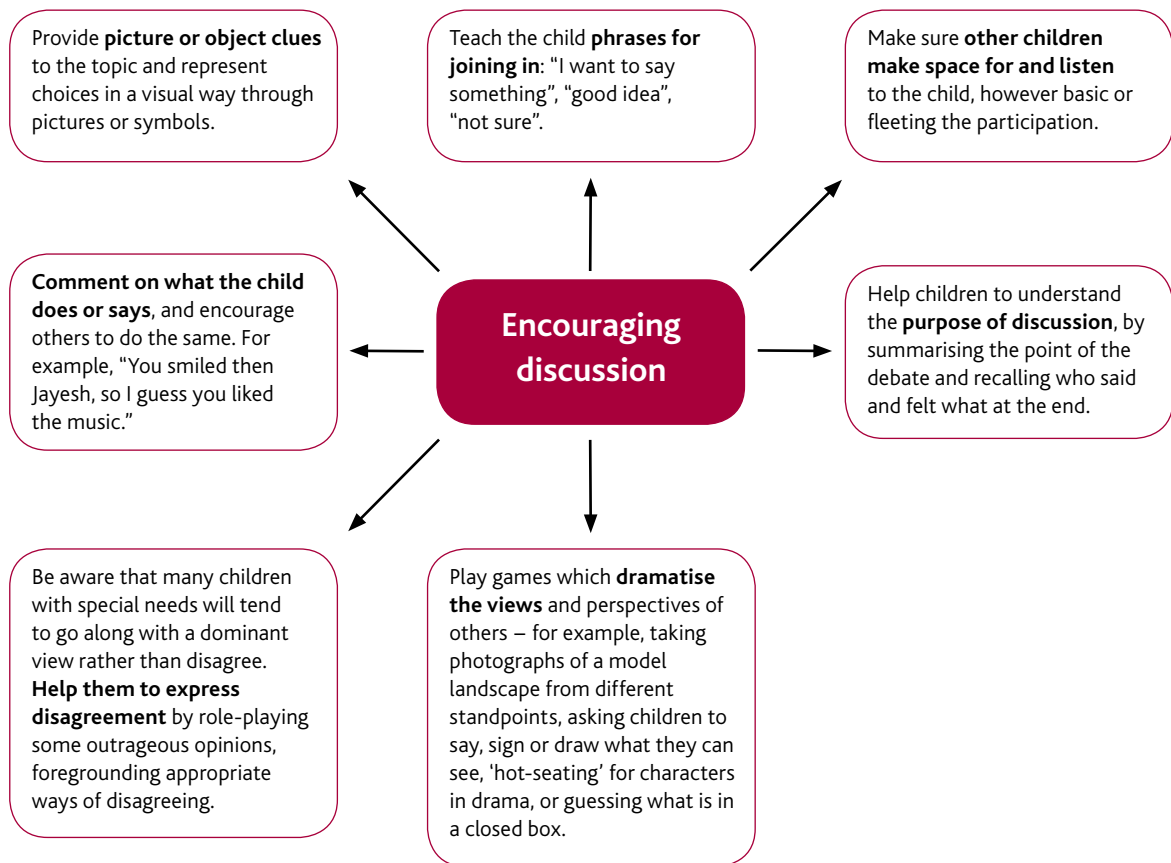 Provide picture or object clues
to the topic and represent
choices in a visual way through
pictures or symbols.
Teach the child phrases for
joining in: “I want to say
something”, “good idea”,
“not sure”.
Make sure other children
make space for and listen
to the child, however basic or
fleeting the participation.
Comment on what the child
does or says, and encourage
others to do the same. For
example, “You smiled then
Jayesh, so I guess you liked
the music.”
Encouraging
discussion
Help children to understand
the purpose of discussion, by
summarising the point of the
debate and recalling who said
and felt what at the end.
Be aware that many children
with special needs will tend
to go along with a dominant
view rather than disagree.
Help them to express
disagreement by role-playing
some outrageous opinions,
foregrounding appropriate
ways of disagreeing.
Play games which dramatise
the views and perspectives of
others – for example, taking
photographs of a model
landscape from different
standpoints, asking children to
say, sign or draw what they can
see, ‘hot-seating’ for characters
in drama, or guessing what is in
a closed box.